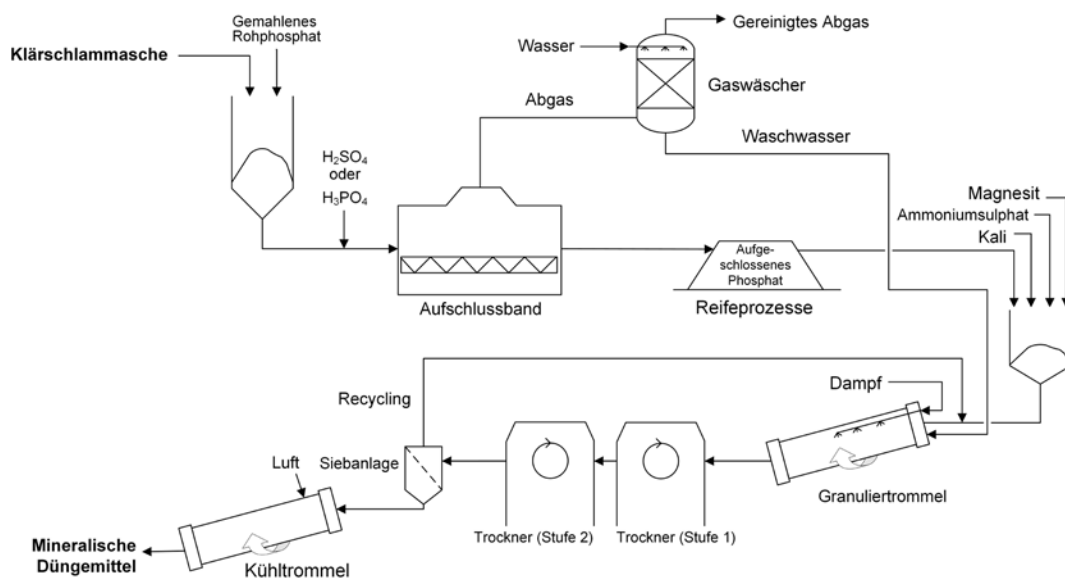 Gemahlenes
Rohphosphat
Klärschlammasche
Wasser
Gereinigtes Abgas
Gaswäscher
Abgas
Waschwasser
H₂SO₄
oder
H₃PO₄
Magnesit
Ammoniumsulphat
Kali
Aufge-
schlossenes
Phosphat
Aufschlussband
Reifeprozesse
Dampf
Recycling
Siebanlage
Luft
Granuliertrommel
Trockner (Stufe 2)
Trockner (Stufe 1)
Mineralische
Düngemittel
Kühltrommel